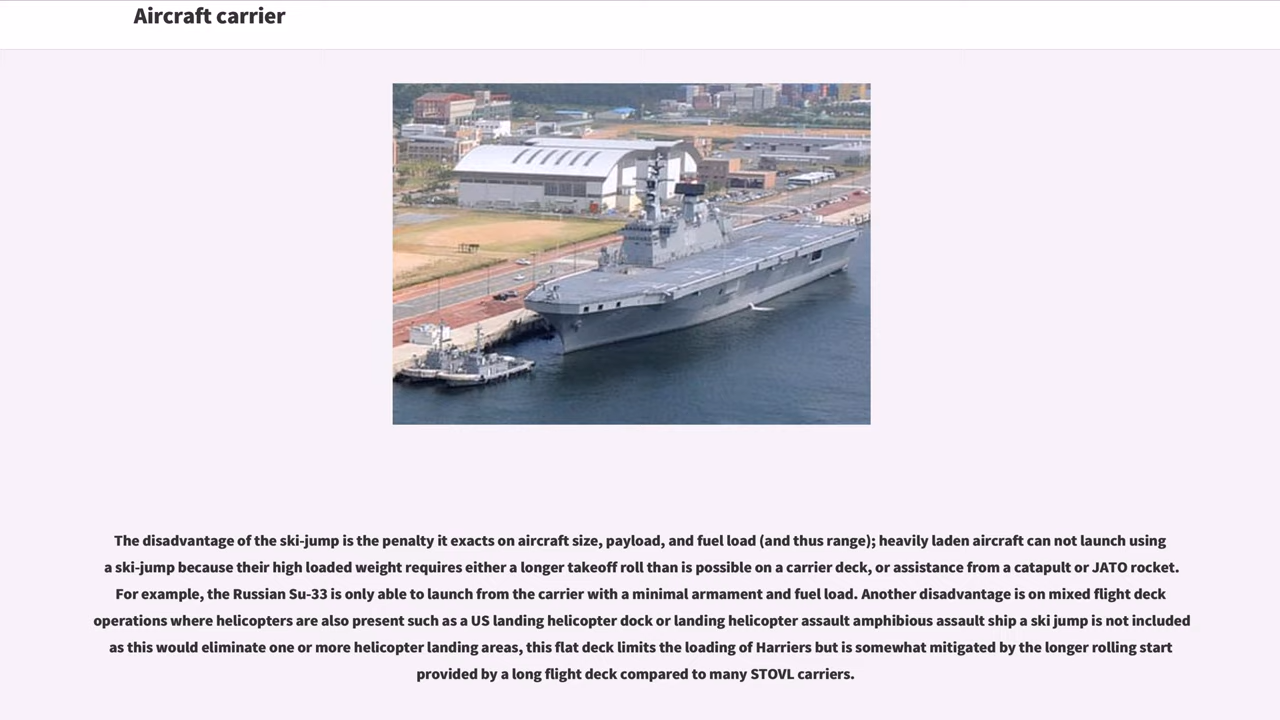 Aircraft carrier
The disadvantage of the ski-jump is the penalty it exacts on aircraft size, payload, and fuel load (and thus range); heavily laden aircraft can not launch using
a ski-jump because their high loaded weight requires either a longer takeoff roll than is possible on a carrier deck, or assistance from a catapult or JATO rocket.
For example, the Russian Su-33 is only able to launch from the carrier with a minimal armament and fuel load. Another disadvantage is on mixed flight deck
operations where helicopters are also present such as a US landing helicopter dock or landing helicopter assault amphibious assault ship a ski jump is not included
as this would eliminate one or more helicopter landing areas, this flat deck limits the loading of Harriers but is somewhat mitigated by the longer rolling start
provided by a long flight deck compared to many STOVL carriers.